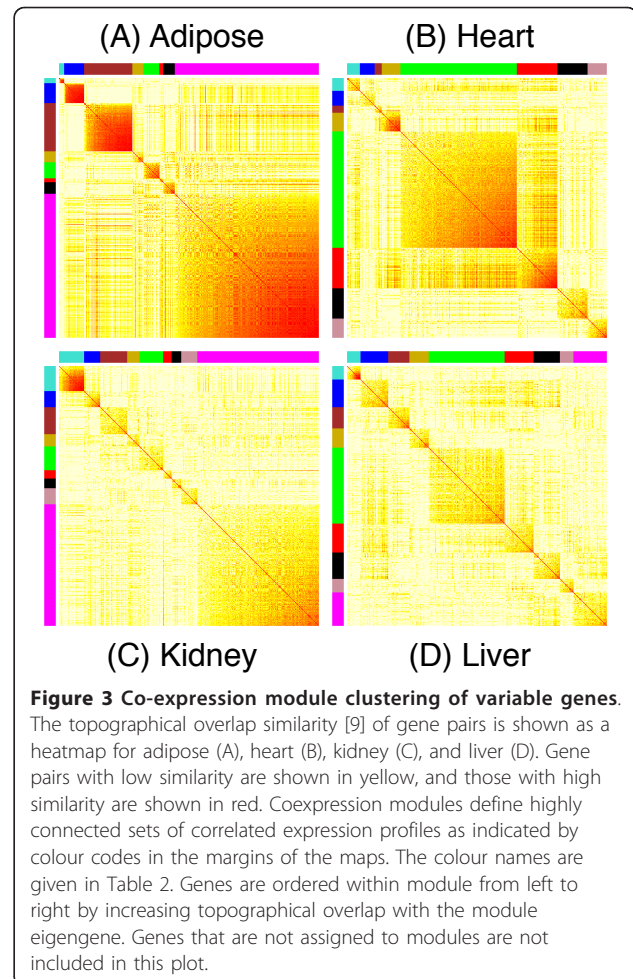 (A) Adipose
(B) Heart
(C) Kidney
(D) Liver
Figure 3 Co-expression module clustering of variable genes.
The topographical overlap similarity [9] of gene pairs is shown as a
heatmap for adipose (A), heart (B), kidney (C), and liver (D). Gene
pairs with low similarity are shown in yellow, and those with high
similarity are shown in red. Coexpression modules define highly
connected sets of correlated expression profiles as indicated by
colour codes in the margins of the maps. The colour names are
given in Table 2. Genes are ordered within module from left to
right by increasing topographical overlap with the module
eigengene. Genes that are not assigned to modules are not
included in this plot.